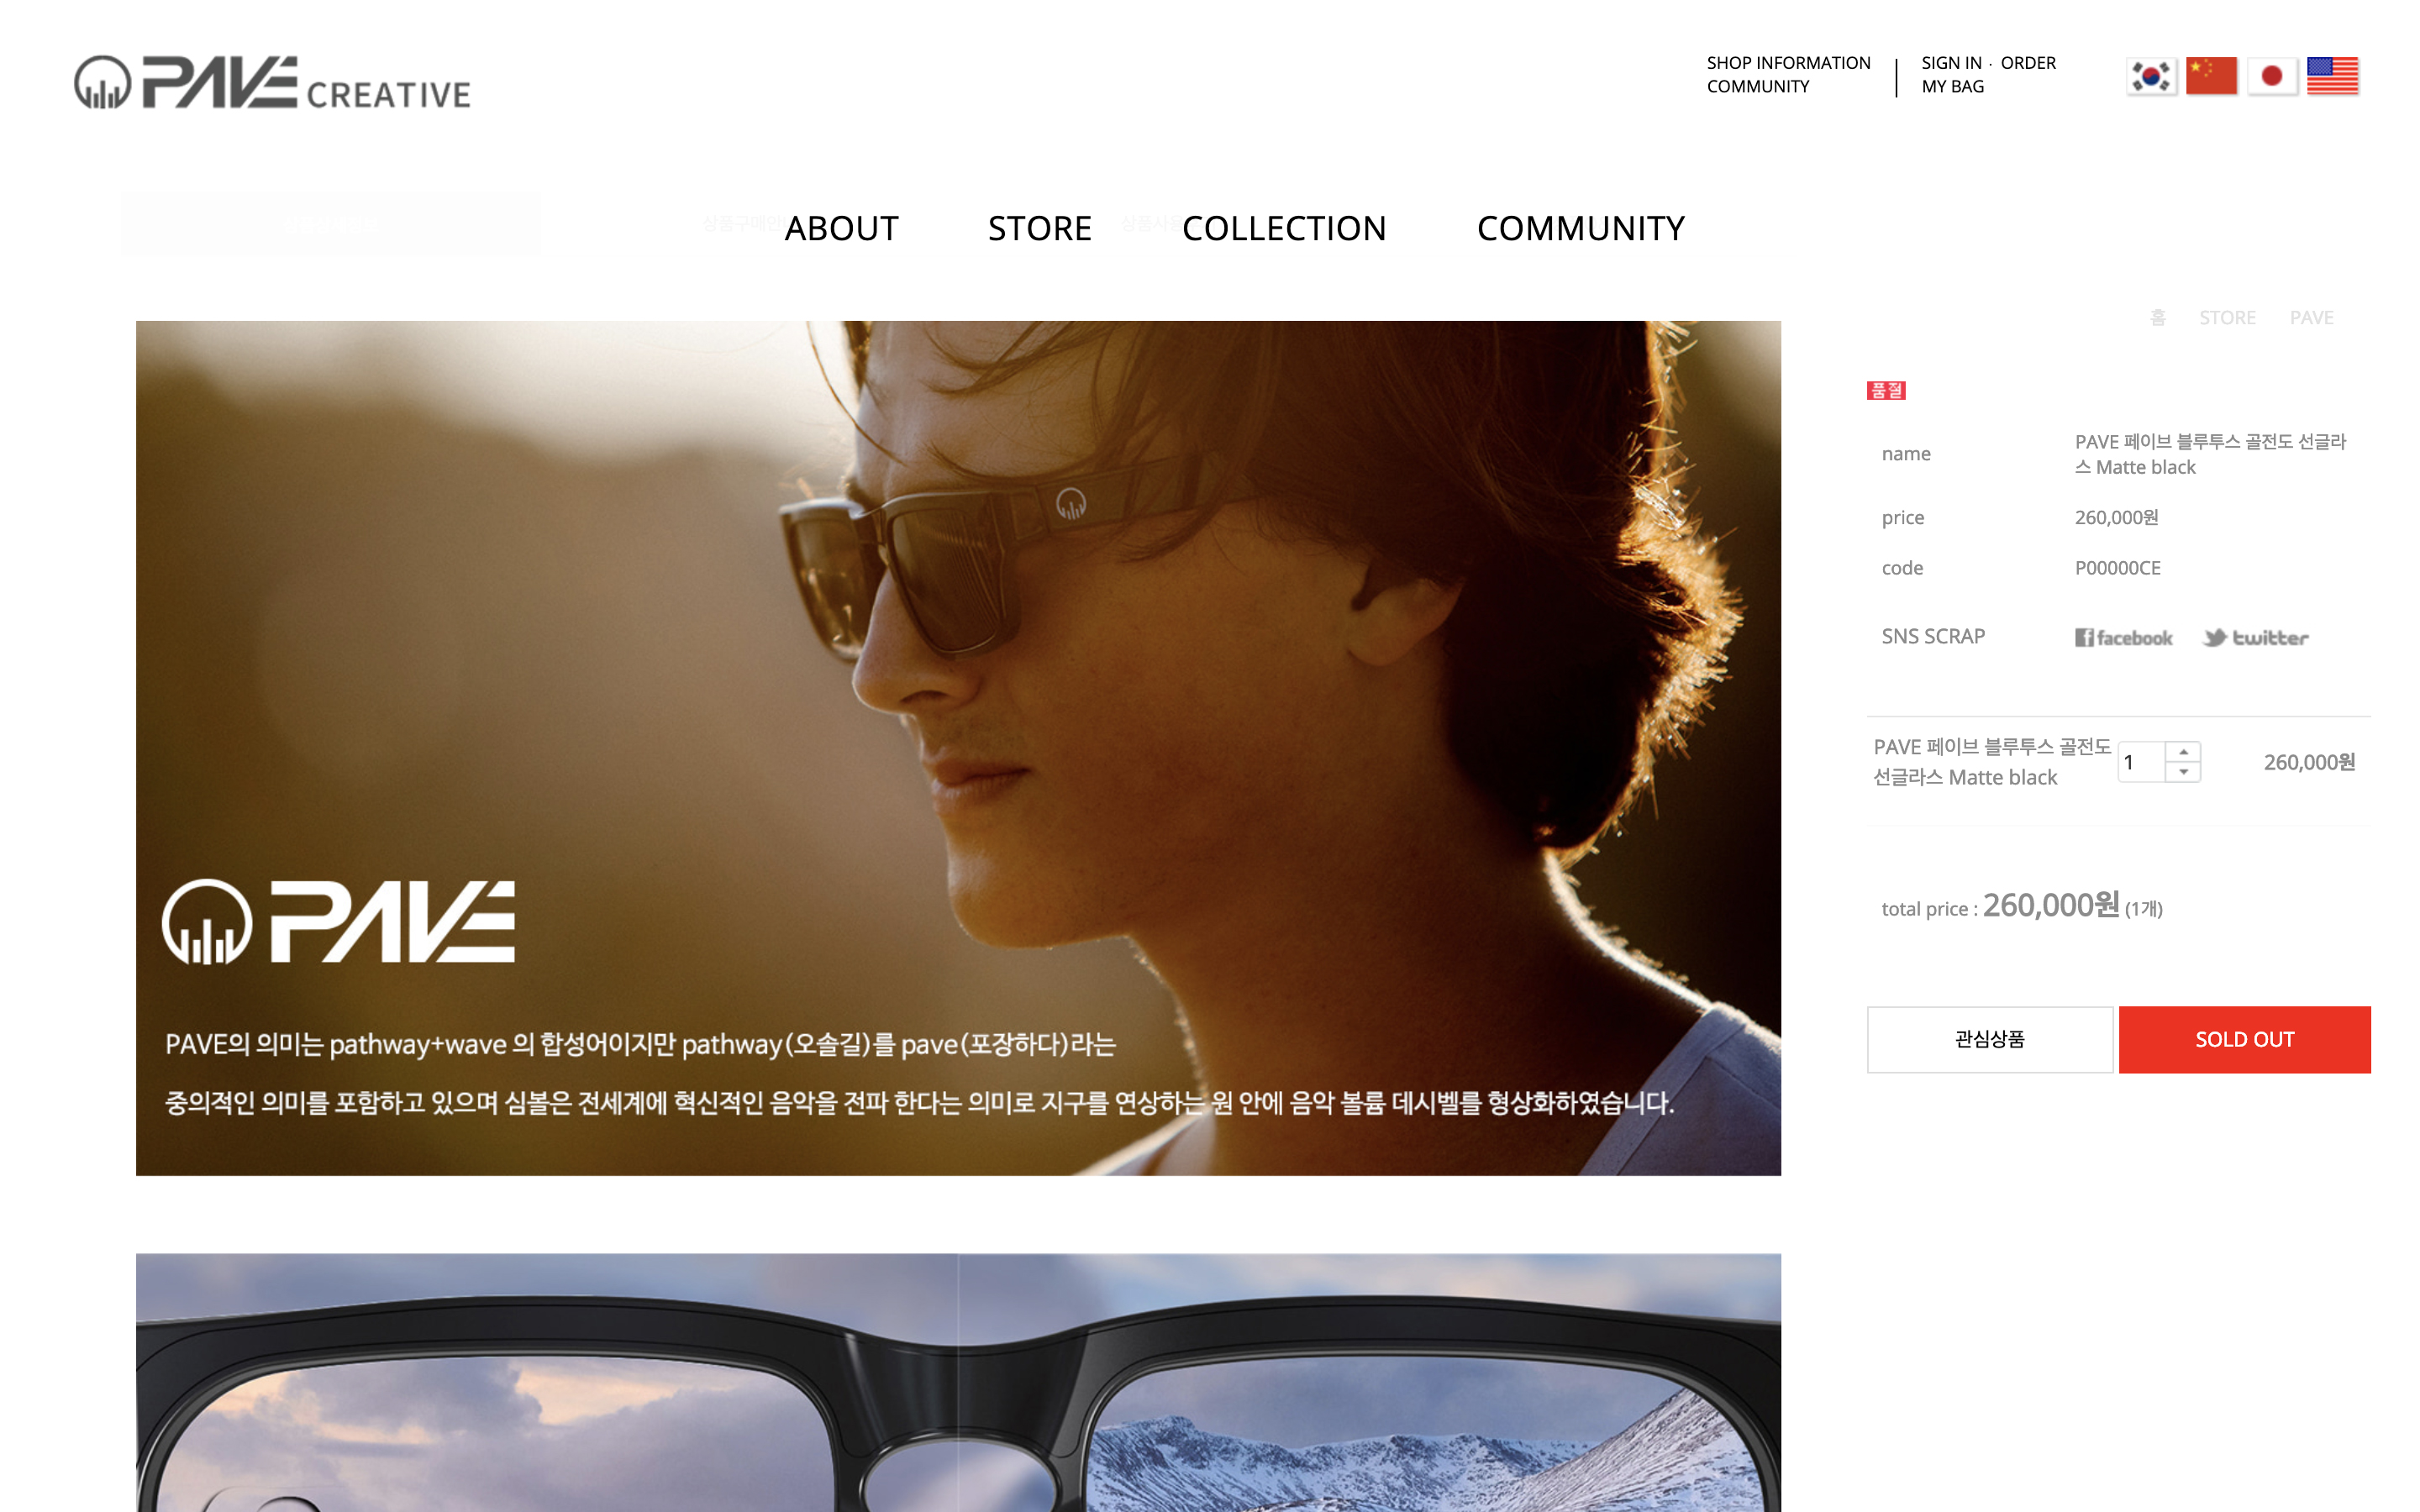 PAVE CREATIVE
SHOP INFORMATION
COMMUNITY
SIGN IN · ORDER
MY BAG
상품구매안
상품사용
ABOUT STORE COLLECTION COMMUNITY
홈 STORE PAVE
품절
name PAVE 페이브 블루투스 골전도 선글라
스 Matte black
price 260,000원
code P00000CE
SNS SCRAP facebook twitter
PAVE 페이브 블루투스 골전도
선글라스 Matte black
1
260,000원
total price : 260,000원 (1개)
관심상품 SOLD OUT
PAVE
PAVE의 의미는 pathway+wave 의 합성어이지만 pathway(오솔길)를 pave(포장하다)라는
중의적인 의미를 포함하고 있으며 심볼은 전세계에 혁신적인 음악을 전파 한다는 의미로 지구를 연상하는 원 안에 음악 볼륨 데시벨를 형상화하였습니다.